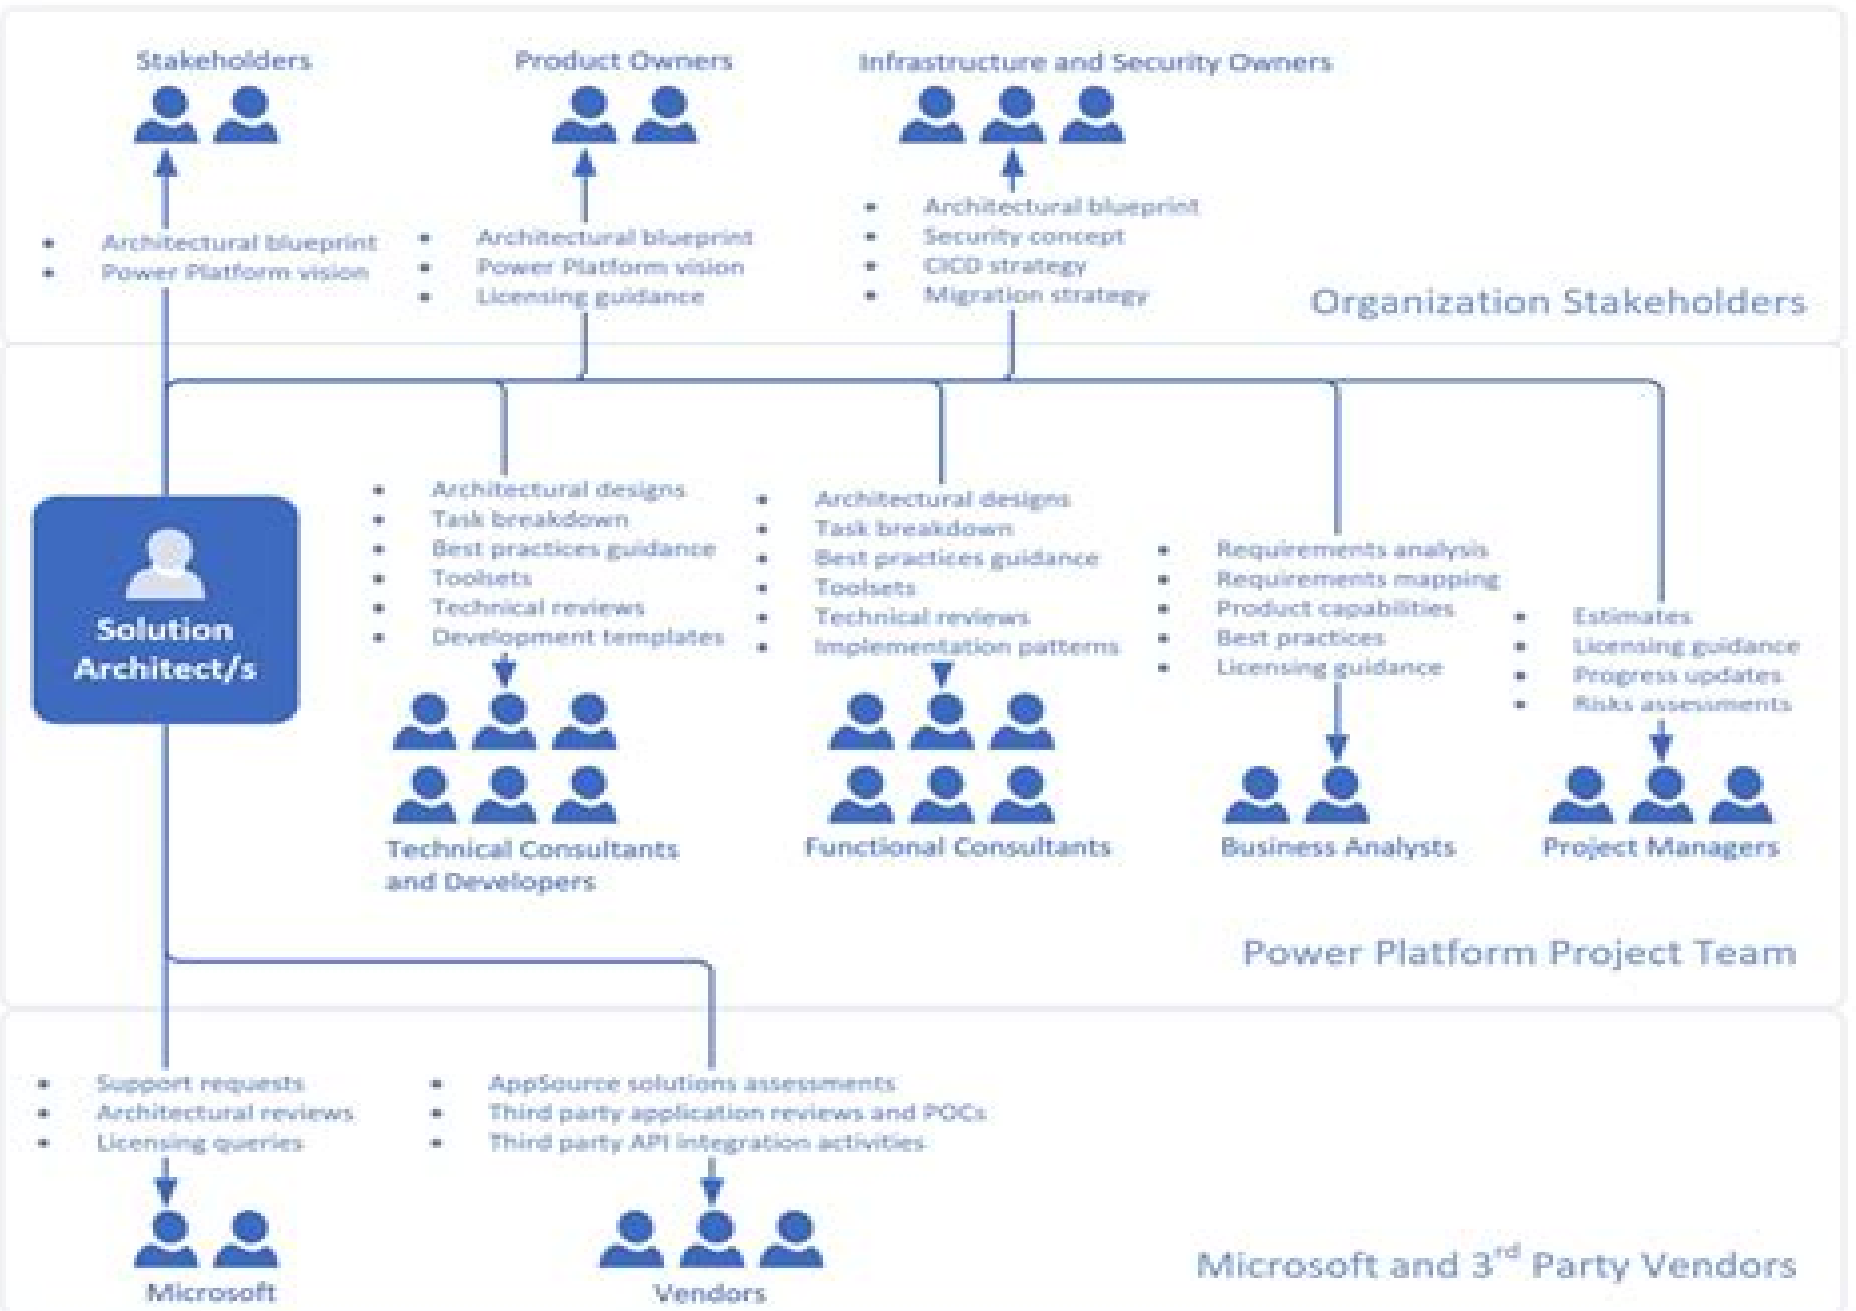 Stakeholders
Product Owners
Infrastructure and Security Owners
• Architectural blueprint
• Power Platform vision
• Architectural blueprint
• Power Platform vision
• Licensing guidance
• Architectural blueprint
• Security concept
• CICD strategy
• Migration strategy
Organization Stakeholders
Solution
Architect/s
• Architectural designs
• Task breakdown
• Best practices guidance
• Toolsets
• Technical reviews
• Development templates
Technical Consultants
and Developers
• Architectural designs
• Task breakdown
• Best practices guidance
• Toolsets
• Technical reviews
• Implementation patterns
Functional Consultants
• Requirements analysis
• Requirements mapping
• Product capabilities
• Best practices
• Licensing guidance
Business Analysts
• Estimates
• Licensing guidance
• Progress updates
• Risks assessments
Project Managers
Power Platform Project Team
• Support requests
• Architectural reviews
• Licensing queries
Microsoft
• AppSource solutions assessments
• Third party application reviews and POCs
• Third party API integration activities
Vendors
Microsoft and 3rd Party Vendors